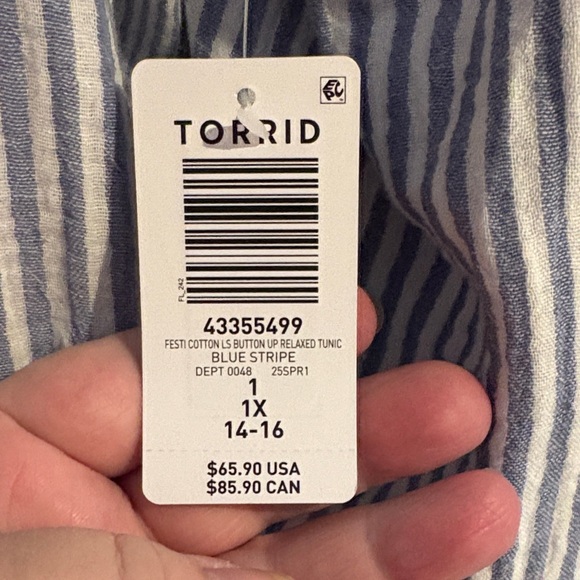 EPC
TORRID
FL_242
43355499
FESTI COTTON LS BUTTON UP RELAXED TUNIC
BLUE STRIPE
DEPT 0048 25SPR1
1
1X
14-16
$65.90 USA
$85.90 CAN